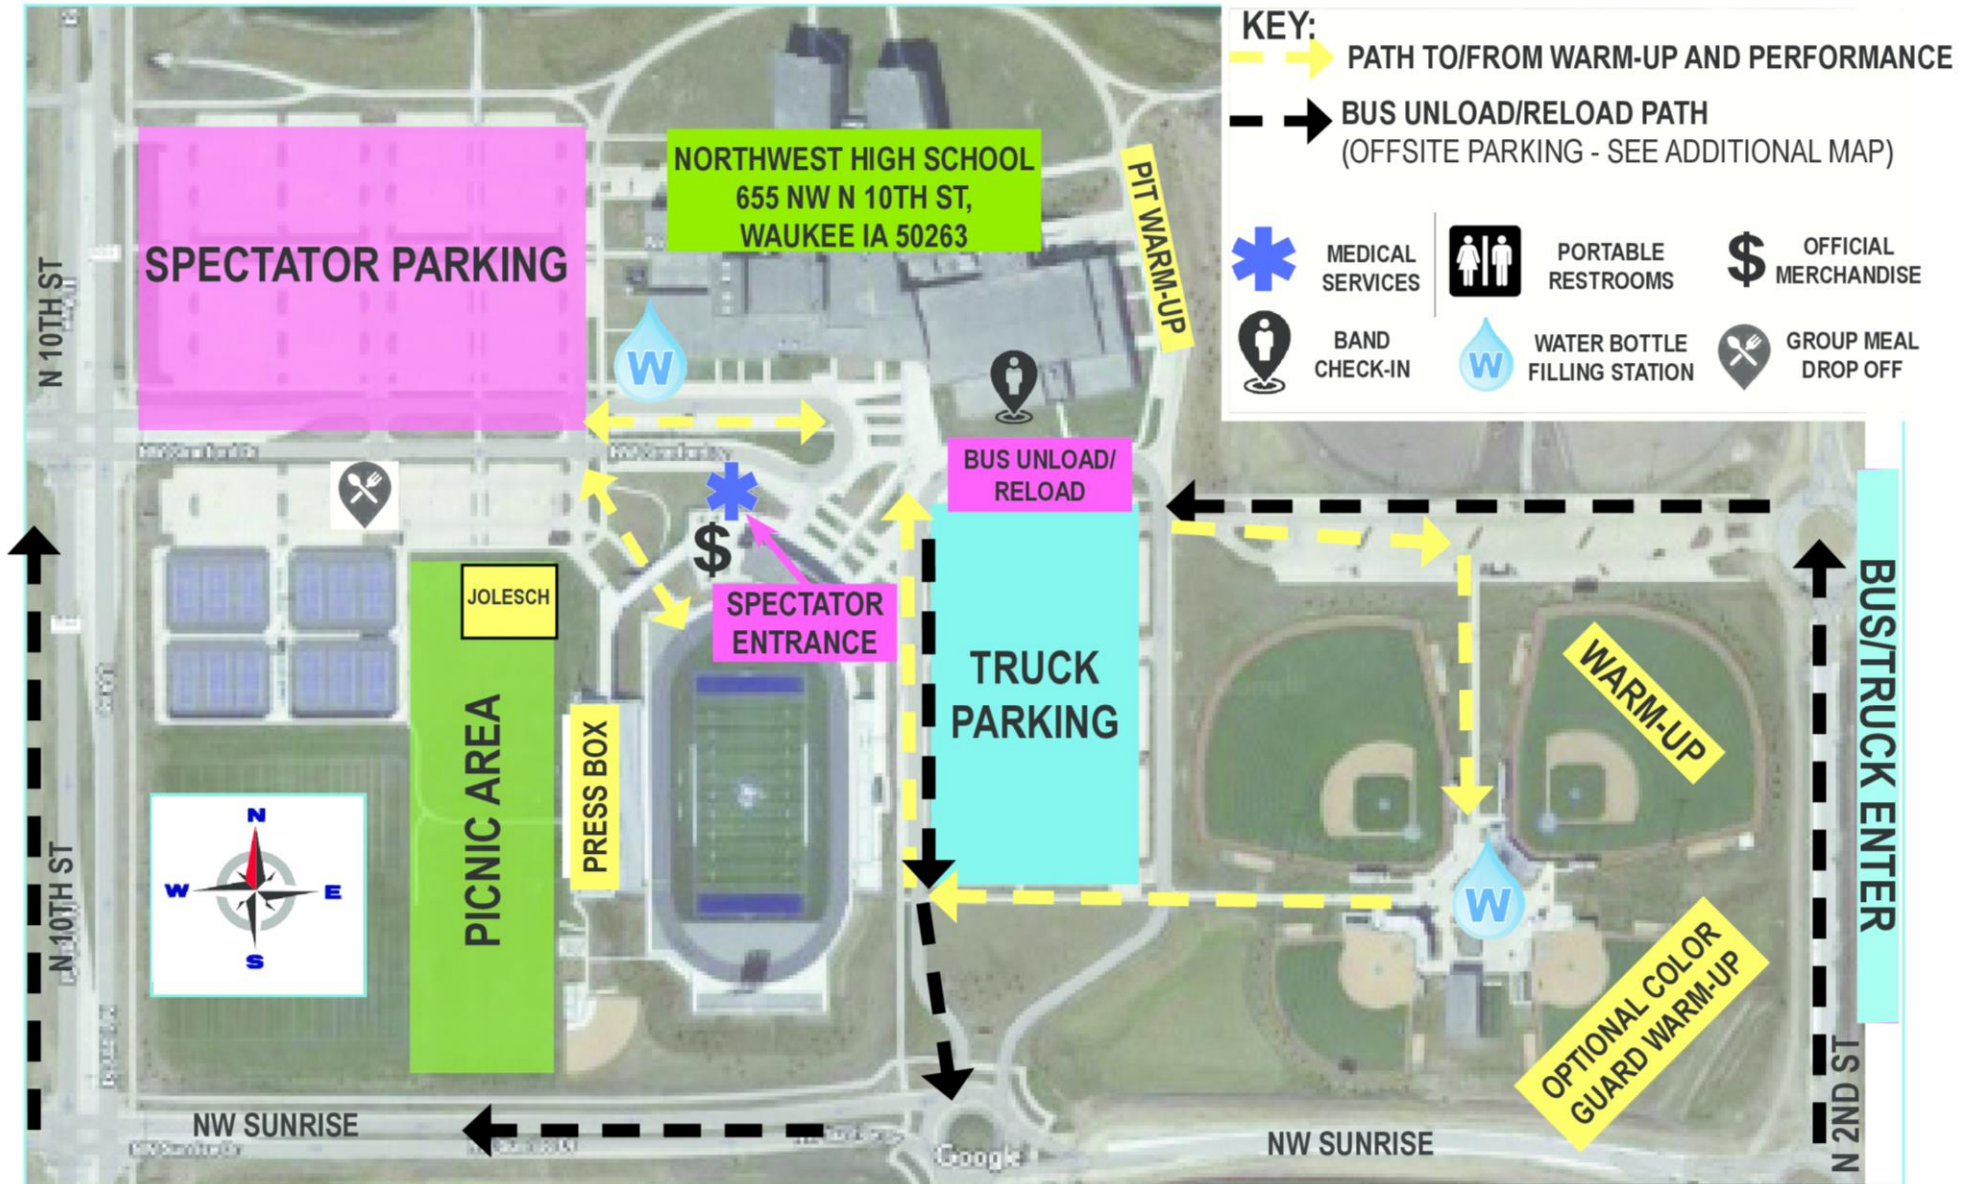 KEY:
PATH TO/FROM WARM-UP AND PERFORMANCE
BUS UNLOAD/RELOAD PATH
(OFFSITE PARKING - SEE ADDITIONAL MAP)
MEDICAL
SERVICES
PORTABLE
RESTROOMS
$
OFFICIAL
MERCHANDISE
BAND
CHECK-IN
W
WATER BOTTLE
FILLING STATION
GROUP MEAL
DROP OFF
NORTHWEST HIGH SCHOOL
655 NW N 10TH ST,
WAUKEE IA 50263
SPECTATOR PARKING
PIT WARM-UP
N 10TH ST
W
BUS UNLOAD/
RELOAD
$
SPECTATOR
ENTRANCE
JOLESCH
PICNIC AREA
PRESS BOX
TRUCK
PARKING
WARM-UP
BUS/TRUCK ENTER
W
OPTIONAL COLOR
GUARD WARM-UP
N
W
E
S
N 10TH ST
NW SUNRISE
Google
NW SUNRISE
N 2ND ST